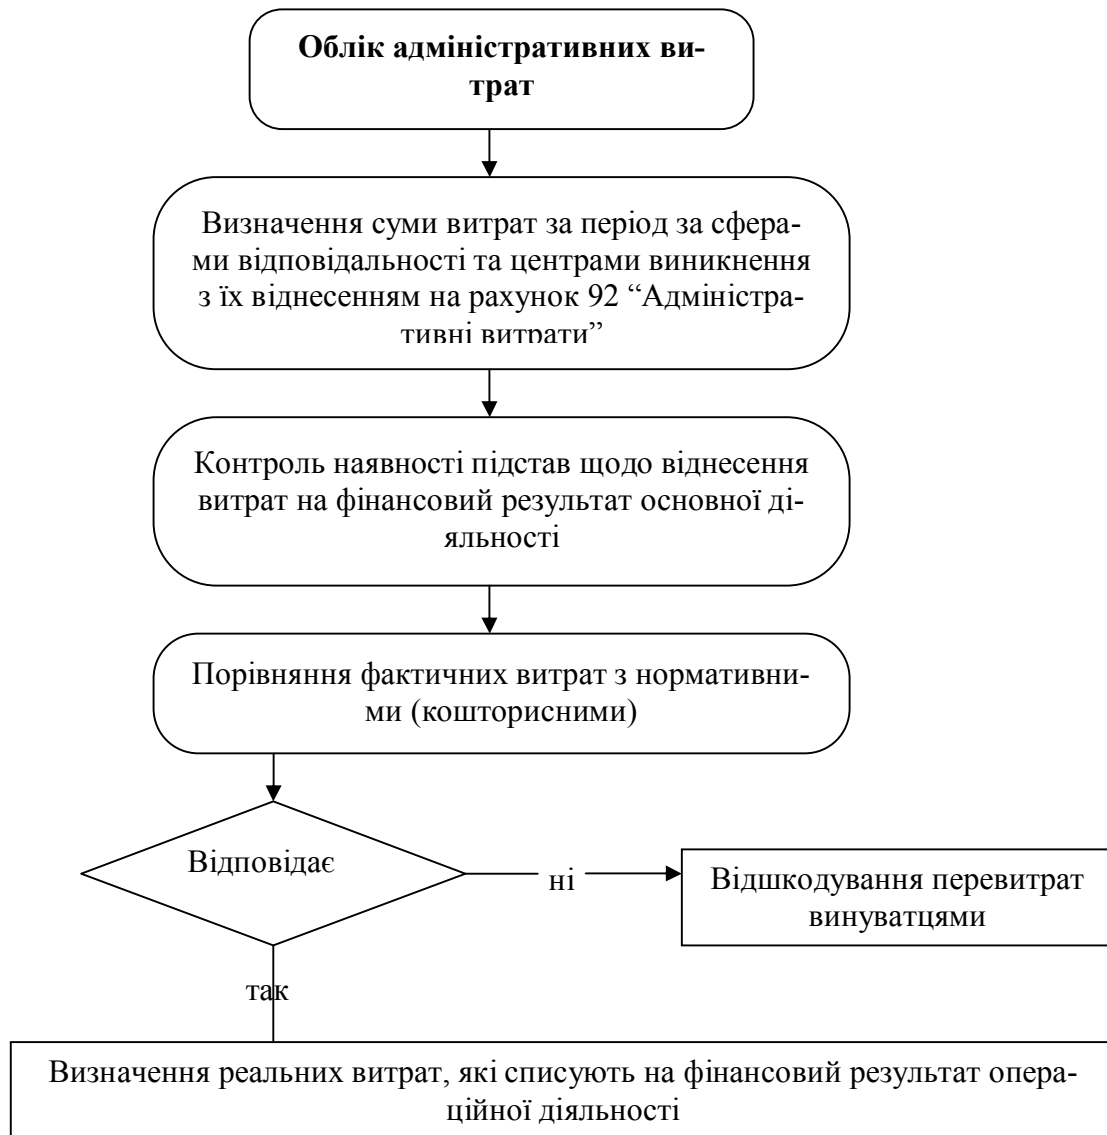 Облік адміністративних ви-
трат
Визначення суми витрат за період за сфера-
ми відповідальності та центрами виникнення
з їх віднесенням на рахунок 92 “Адміністра-
тивні витрати”
Контроль наявності підстав щодо віднесення
витрат на фінансовий результат основної ді-
яльності
Порівняння фактичних витрат з нормативни-
ми (кошторисними)
Відповідає
ні
Відшкодування перевитрат
винуватцями
так
Визначення реальних витрат, які списують на фінансовий результат опера-
ційної діяльності